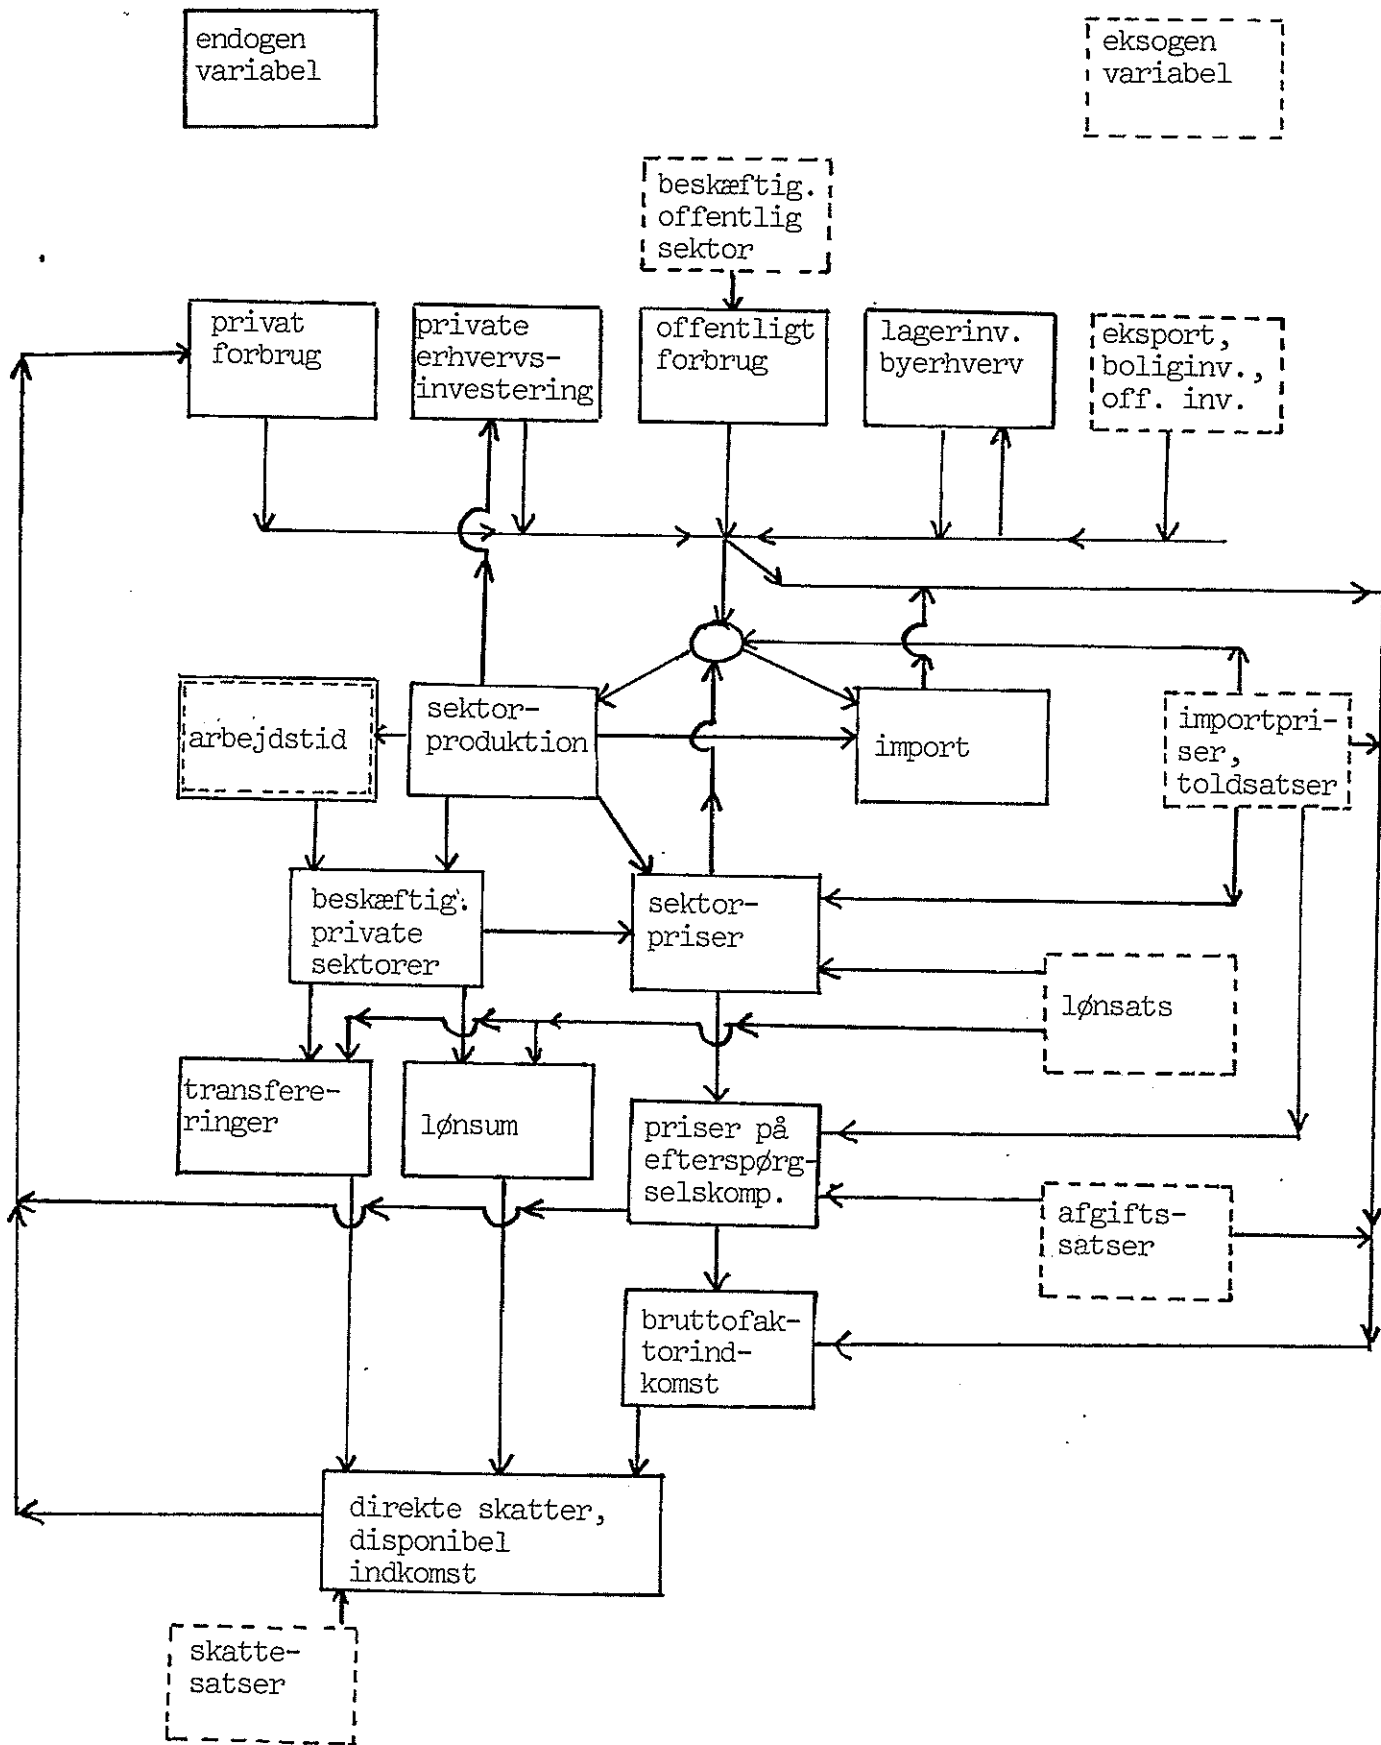 endogen
variabel
eksogen
variabel
beskæftig.
offentlig
sektor
privat
forbrug
private
erhvervs-
investering
offentligt
forbrug
lagerinv.
byerhverv
eksport,
boliginv.,
off. inv.
arbejdstid
sektor-
produktion
import
importpri-
ser,
toldsatser
beskæftig.
private
sektorer
sektor-
priser
lønsats
transfere-
ringer
lønsum
priser på
efterspørg-
selskomp.
afgifts-
satser
bruttofak-
torind-
komst
direkte skatter,
disponibel
indkomst
skatte-
satser